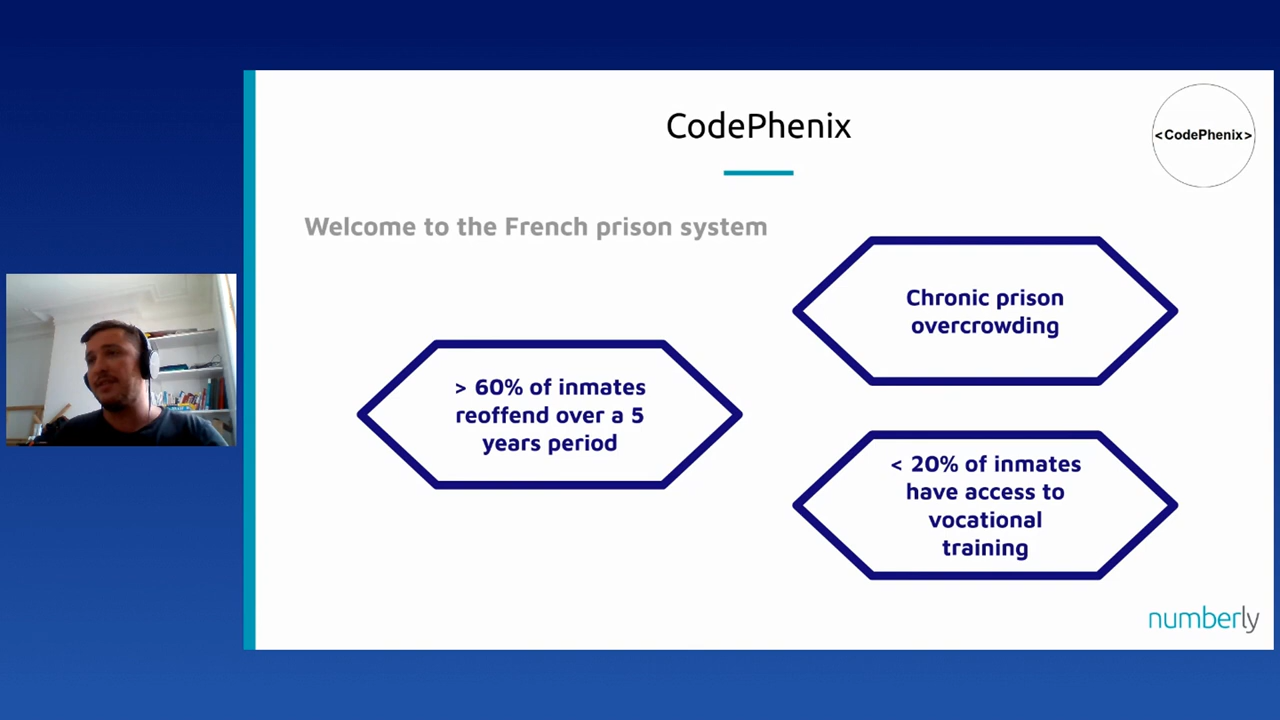 CodePhenix
<CodePhenix>
Welcome to the French prison system
Chronic prison
overcrowding
> 60% of inmates
reoffend over a 5
years period
< 20% of inmates
have access to
vocational
training
numberly